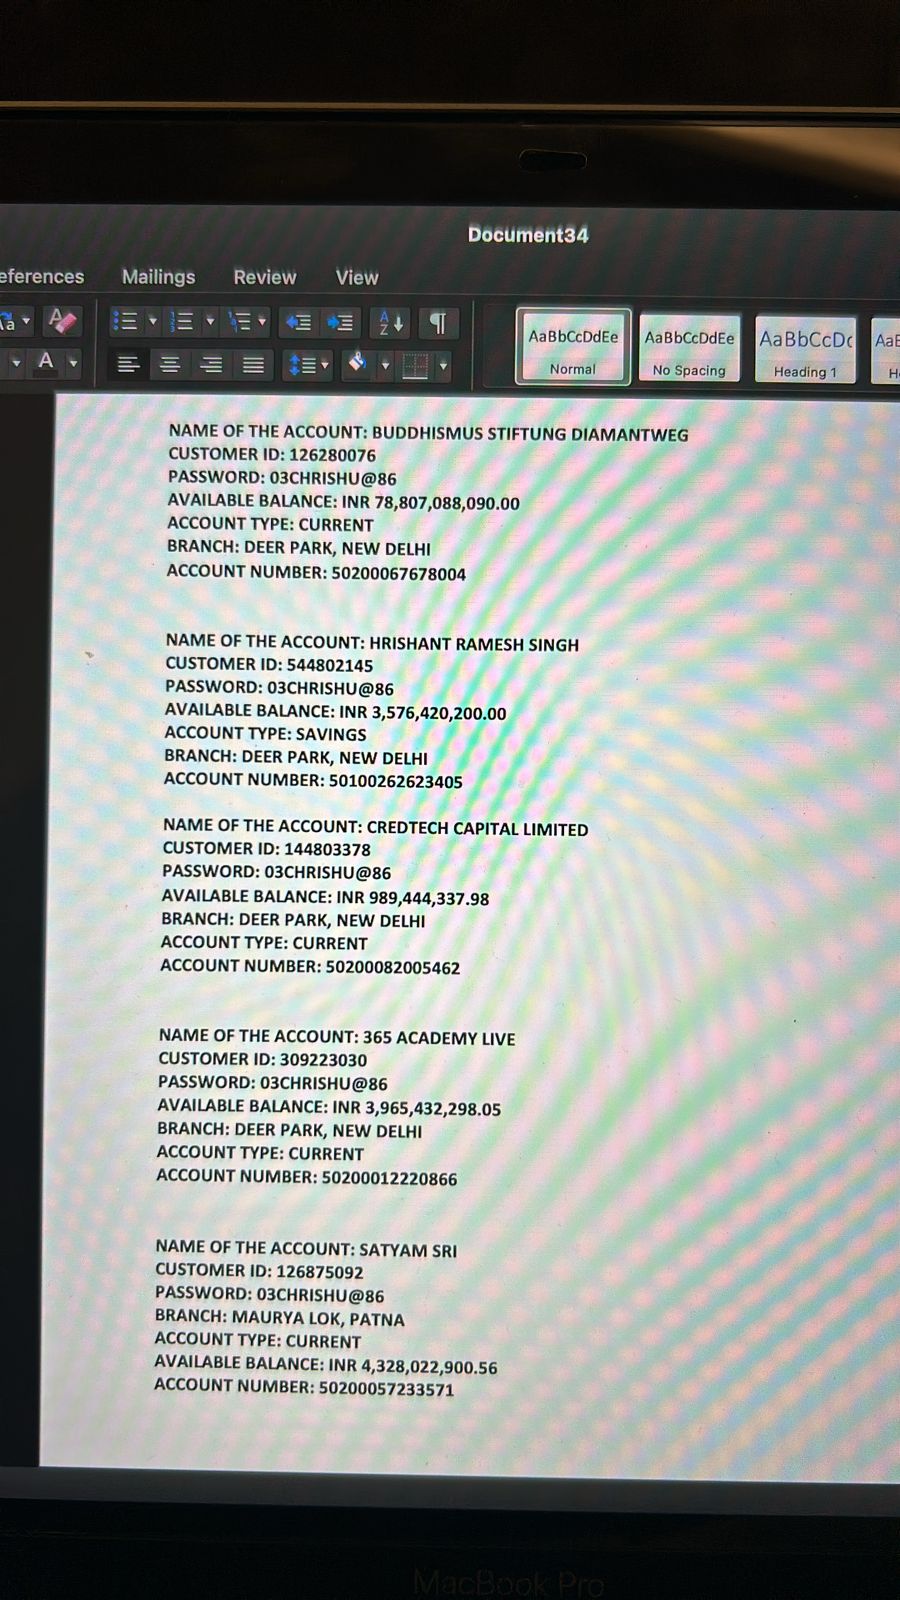 Document34
eferences Mailings Review View
AaBbCcDdEe AaBbCcDdEe AaBbCcDc
Normal No Spacing Heading 1
NAME OF THE ACCOUNT: BUDDHISMUS STIFTUNG DIAMANTWEG
CUSTOMER ID: 126280076
PASSWORD: 03CHRISHU@86
AVAILABLE BALANCE: INR 78,807,088,090.00
ACCOUNT TYPE: CURRENT
BRANCH: DEER PARK, NEW DELHI
ACCOUNT NUMBER: 50200067678004
NAME OF THE ACCOUNT: HRISHANT RAMESH SINGH
CUSTOMER ID: 544802145
PASSWORD: 03CHRISHU@86
AVAILABLE BALANCE: INR 3,576,420,200.00
ACCOUNT TYPE: SAVINGS
BRANCH: DEER PARK, NEW DELHI
ACCOUNT NUMBER: 50100262623405
NAME OF THE ACCOUNT: CREDTECH CAPITAL LIMITED
CUSTOMER ID: 144803378
PASSWORD: 03CHRISHU@86
AVAILABLE BALANCE: INR 989,444,337.98
BRANCH: DEER PARK, NEW DELHI
ACCOUNT TYPE: CURRENT
ACCOUNT NUMBER: 50200082005462
NAME OF THE ACCOUNT: 365 ACADEMY LIVE
CUSTOMER ID: 309223030
PASSWORD: 03CHRISHU@86
AVAILABLE BALANCE: INR 3,965,432,298.05
BRANCH: DEER PARK, NEW DELHI
ACCOUNT TYPE: CURRENT
ACCOUNT NUMBER: 50200012220866
NAME OF THE ACCOUNT: SATYAM SRI
CUSTOMER ID: 126875092
PASSWORD: 03CHRISHU@86
BRANCH: MAURYA LOK, PATNA
ACCOUNT TYPE: CURRENT
AVAILABLE BALANCE: INR 4,328,022,900.56
ACCOUNT NUMBER: 50200057233571
MacBook Pro